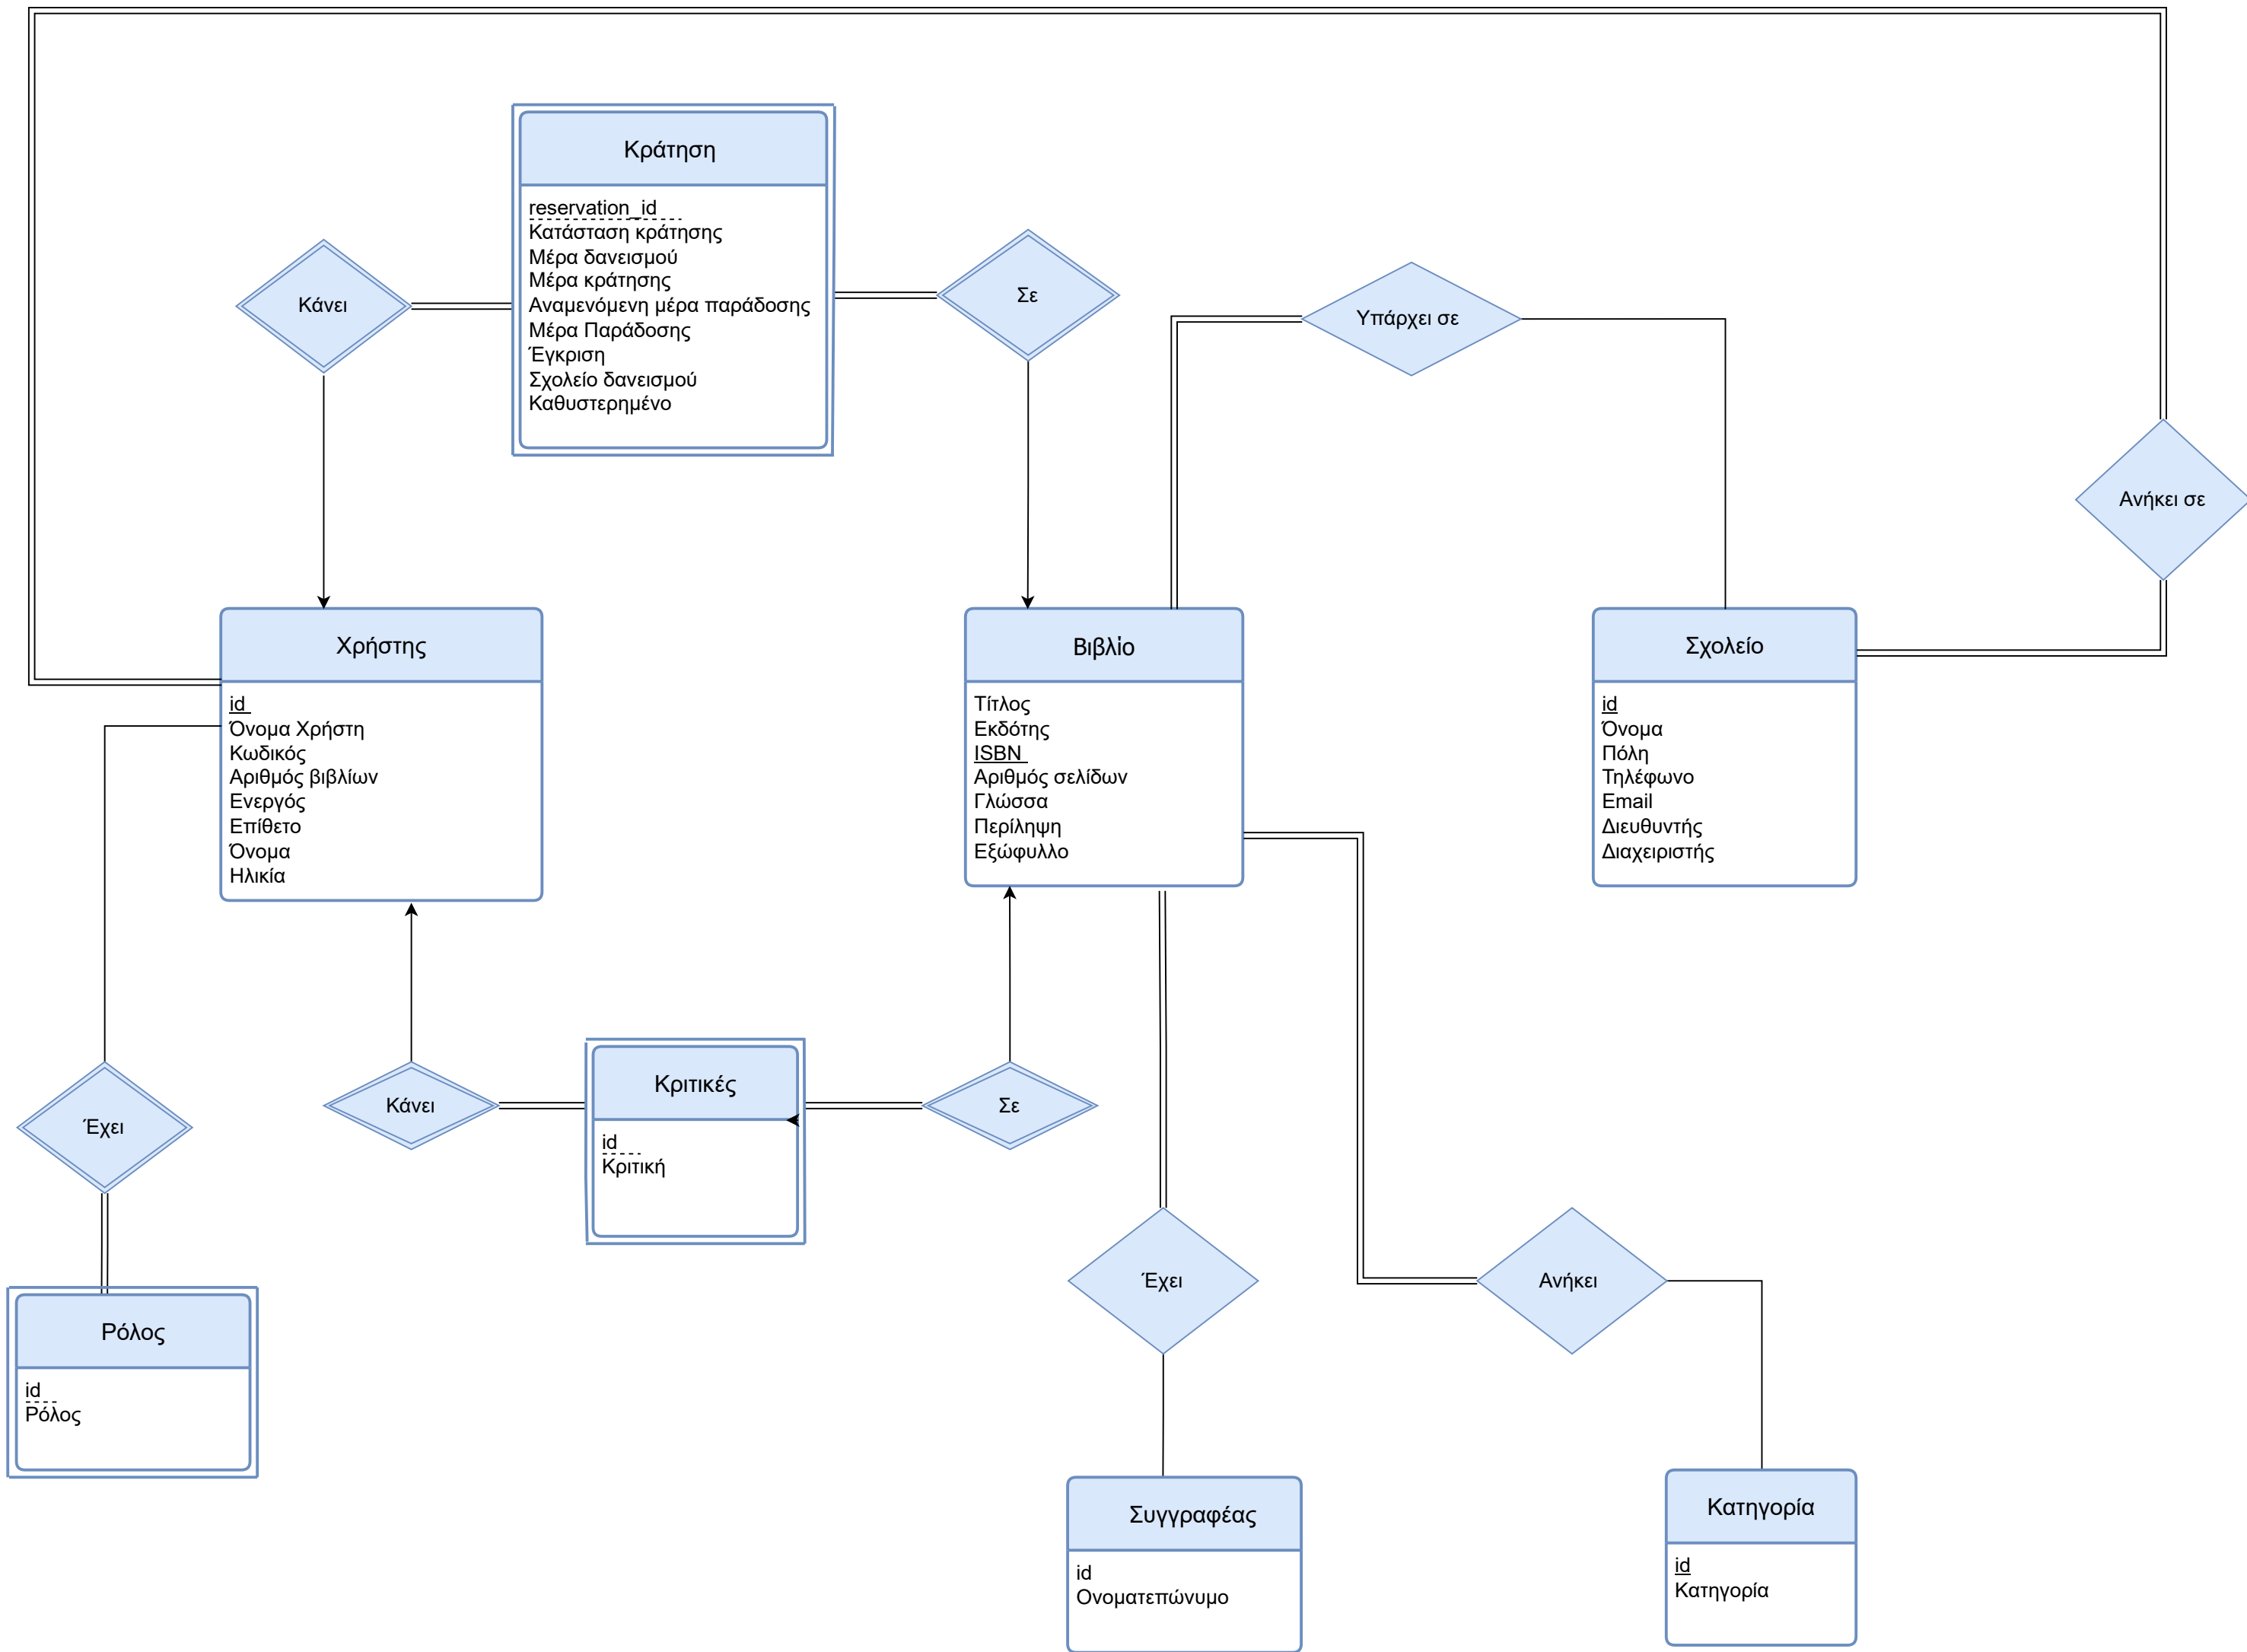 Κράτηση
reservation_id
Κατάσταση κράτησης
Μέρα δανεισμού
Μέρα κράτησης
Αναμενόμενη μέρα παράδοσης
Μέρα Παράδοσης
Έγκριση
Σχολείο δανεισμού
Καθυστερημένο
Κάνει
Σε
Υπάρχει σε
Ανήκει σε
Χρήστης
id
Όνομα Χρήστη
Κωδικός
Αριθμός βιβλίων
Ενεργός
Επίθετο
Όνομα
Ηλικία
Βιβλίο
Τίτλος
Εκδότης
ISBN
Αριθμός σελίδων
Γλώσσα
Περίληψη
Εξώφυλλο
Σχολείο
id
Όνομα
Πόλη
Τηλέφωνο
Email
Διευθυντής
Διαχειριστής
Έχει
Κάνει
Κριτικές
id
Κριτική
Σε
Έχει
Ανήκει
Ρόλος
id
Ρόλος
Συγγραφέας
id
Ονοματεπώνυμο
Κατηγορία
id
Κατηγορία